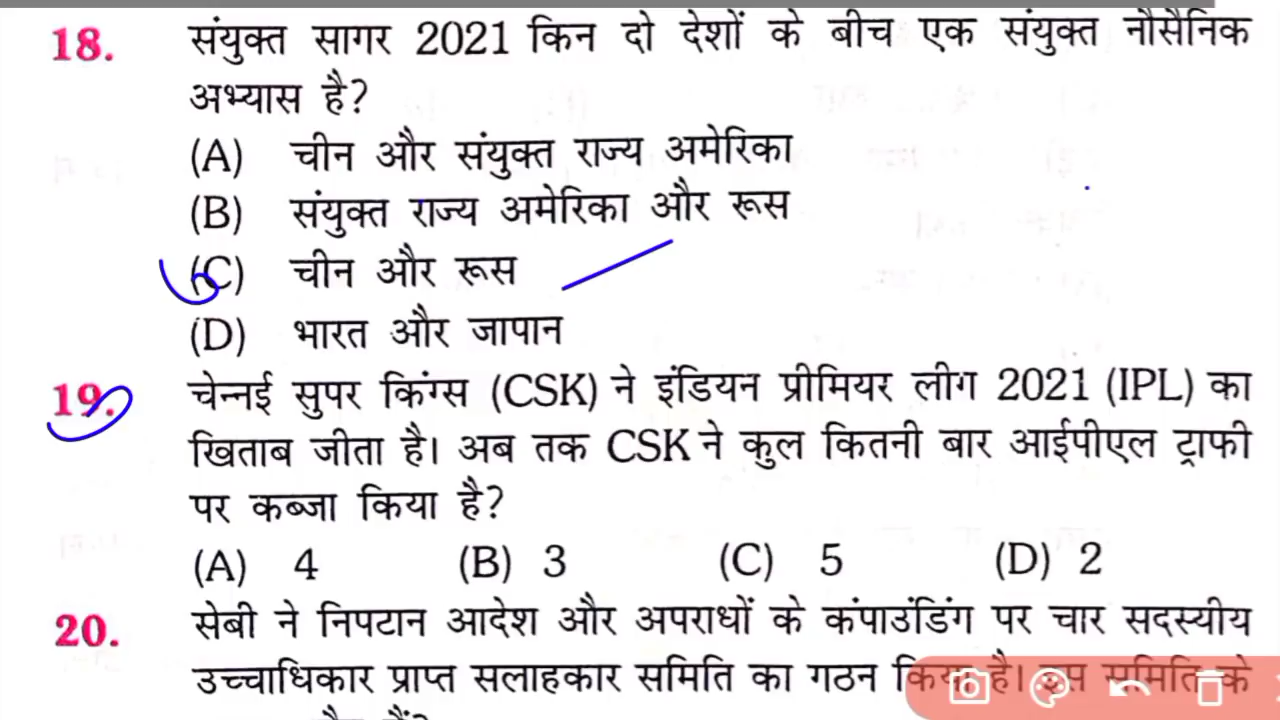 18. संयुक्त सागर 2021 किन दो देशों के बीच एक संयुक्त नौसैनिक
अभ्यास है?
(A) चीन और संयुक्त राज्य अमेरिका
(B) संयुक्त राज्य अमेरिका और रूस
(C) चीन और रूस
(D) भारत और जापान
19. चेन्नई सुपर किंग्स (CSK) ने इंडियन प्रीमियर लीग 2021 (IPL) का
खिताब जीता है। अब तक CSK ने कुल कितनी बार आईपीएल ट्राफी
पर कब्जा किया है?
(A) 4 (B) 3 (C) 5 (D) 2
20. सेबी ने निपटान आदेश और अपराधों के कंपाउंडिंग पर चार सदस्यीय
उच्चाधिकार प्राप्त सलाहकार समिति का गठन किया है। इस समिति के